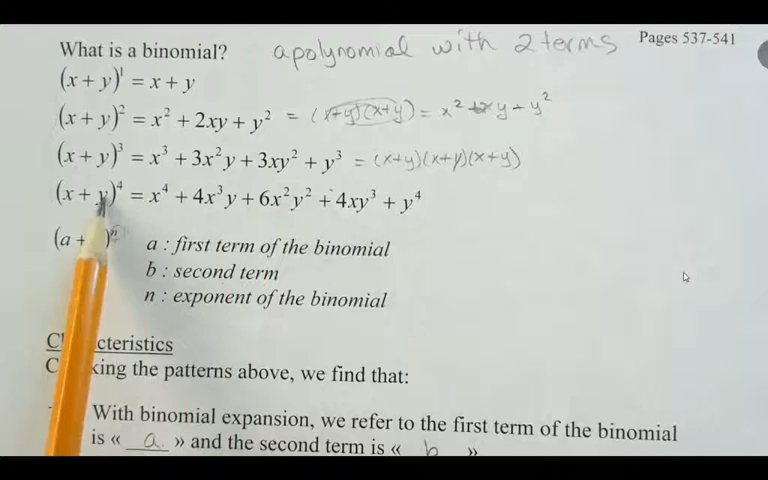 What is a binomial? a polynomial with 2 terms Pages 537-541
(x + y)¹ = x + y
(x + y)² = x² + 2xy + y² = (x+y)(x+y) = x² + 2xy + y²
(x + y)³ = x³ + 3x²y + 3xy² + y³ = (x+y)(x+y)(x+y)
(x + y)⁴ = x⁴ + 4x³y + 6x²y² + 4xy³ + y⁴
(a + )ⁿ a : first term of the binomial
b : second term
n : exponent of the binomial
cteristics
king the patterns above, we find that:
With binomial expansion, we refer to the first term of the binomial
is « a » and the second term is « b »